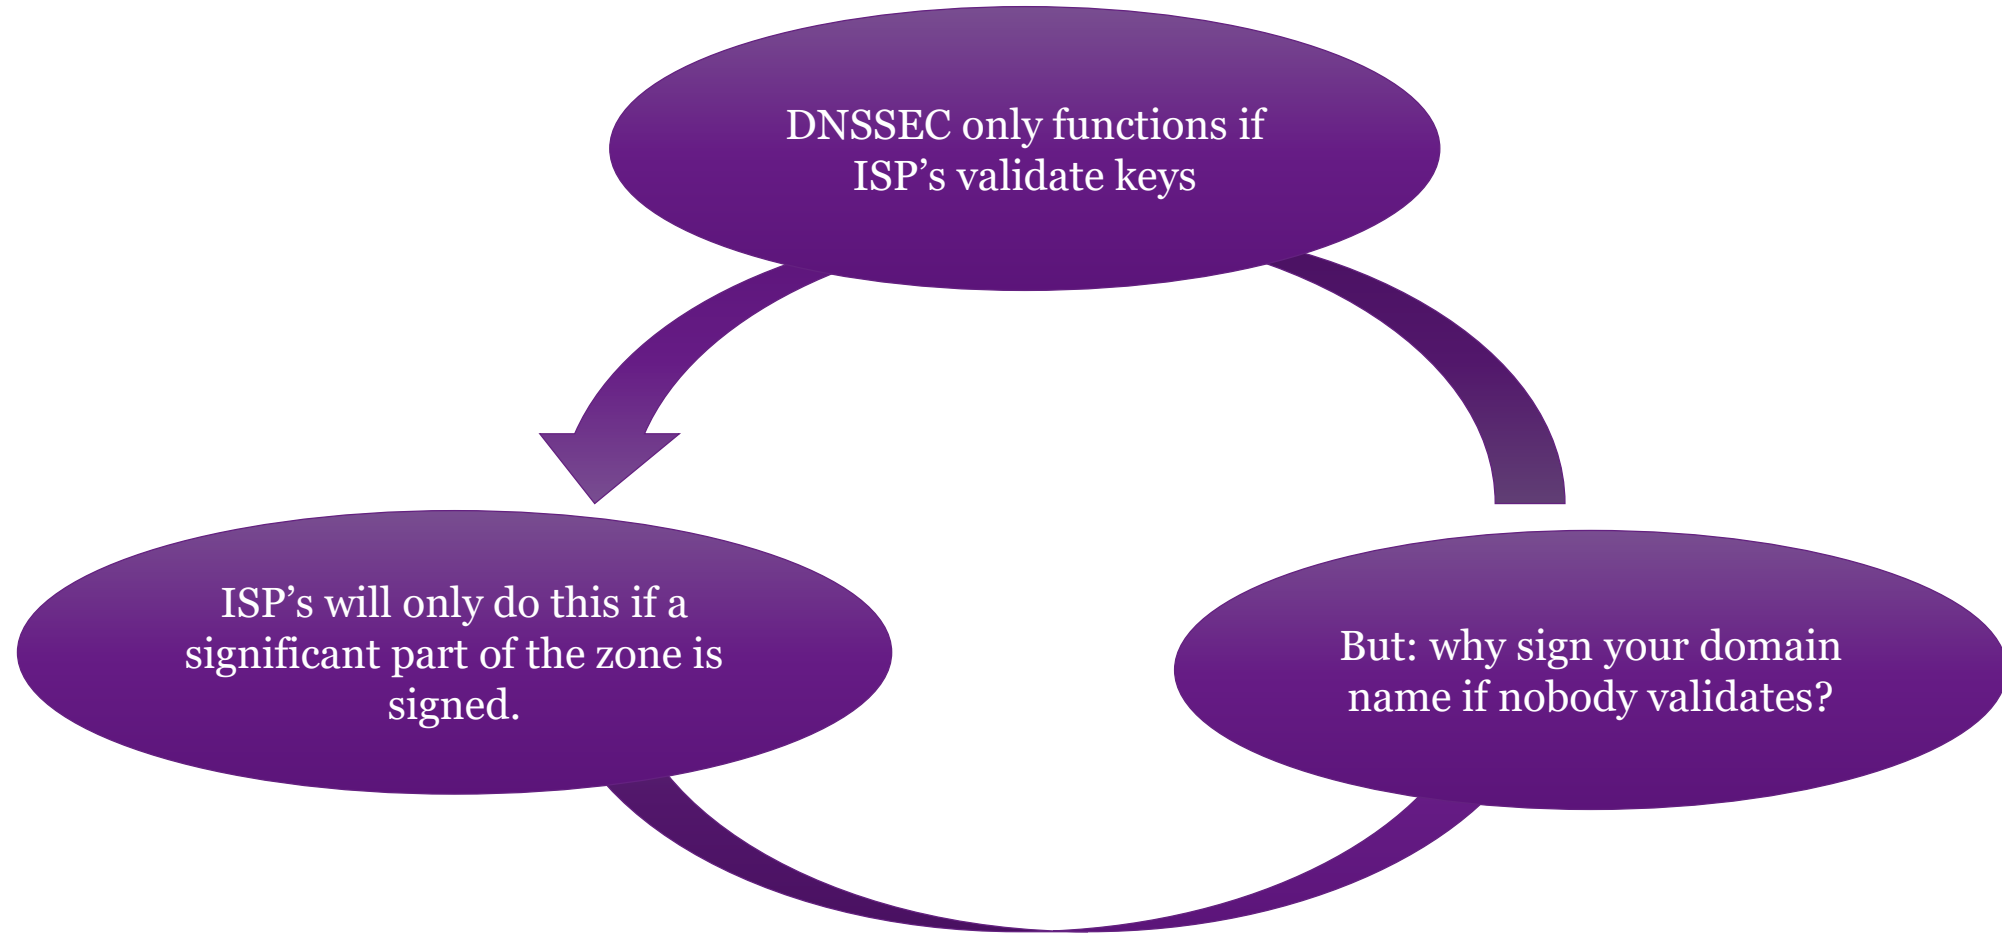 DNSSEC only functions if
ISP’s validate keys
ISP’s will only do this if a
significant part of the zone is
signed.
But: why sign your domain
name if nobody validates?